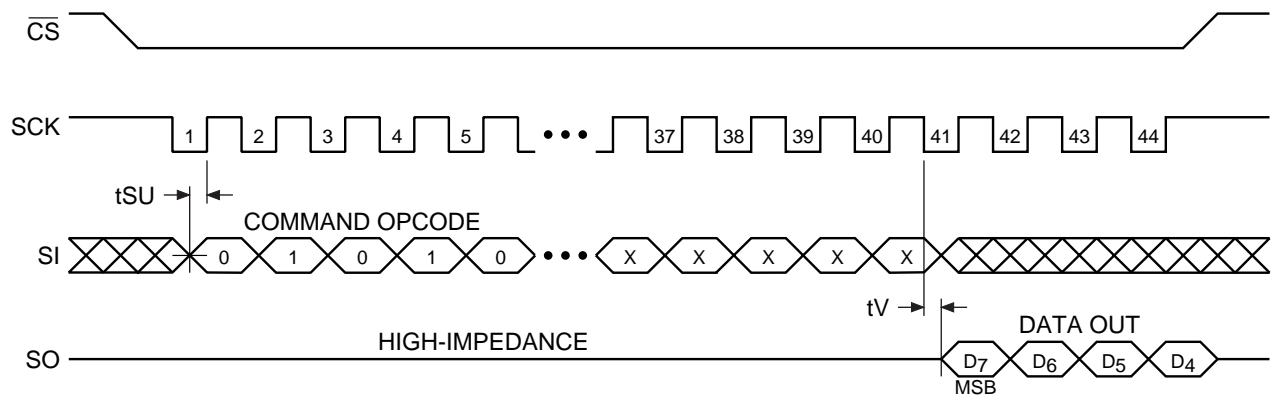 CS
SCK
1 2 3 4 5 ••• 37 38 39 40 41 42 43 44
tSU
COMMAND OPCODE
SI
0 1 0 1 0 ••• X X X X X
tV
HIGH-IMPEDANCE
DATA OUT
SO
D7 D6 D5 D4
MSB